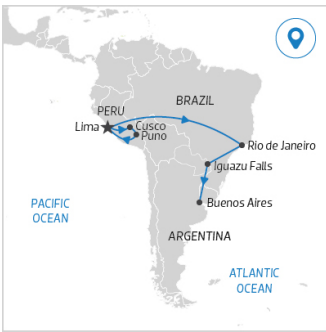 BRAZIL
PERU
Lima
Cusco
Puno
Rio de Janeiro
Iguazu Falls
PACIFIC
OCEAN
Buenos Aires
ARGENTINA
ATLANTIC
OCEAN